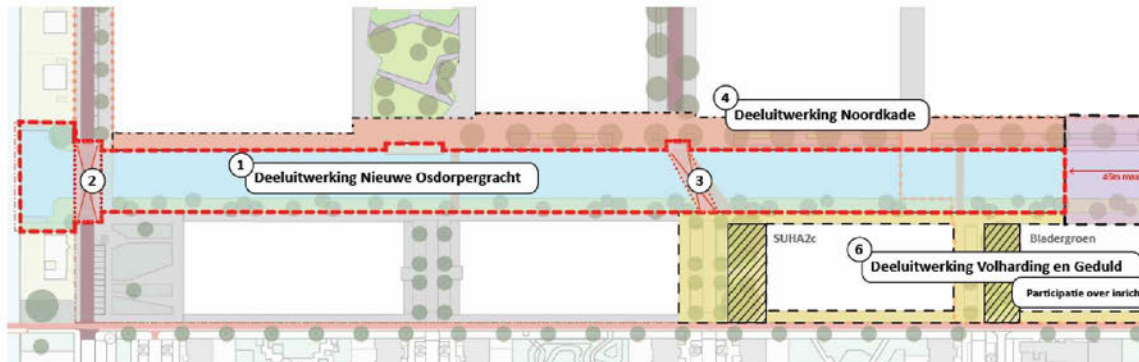 4
Deeluitwerking Noordkade
1
Deeluitwerking Nieuwe Osdorpergracht
2
3
45m max
SUHA2c
Bladergroen
6
Deeluitwerking Volharding en Geduld
Participatie over inrich